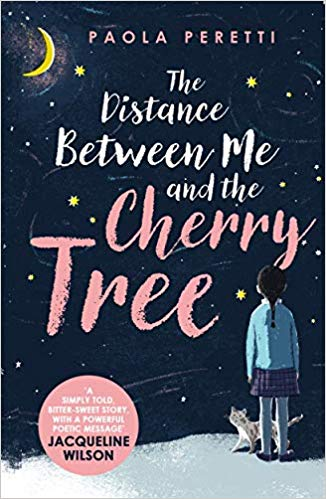 PAOLA PERETTI
The
Distance
Between Me
and the
Cherry
Tree
'A
SIMPLY TOLD,
BITTER-SWEET STORY,
WITH A POWERFUL
POETIC MESSAGE'
JACQUELINE
WILSON